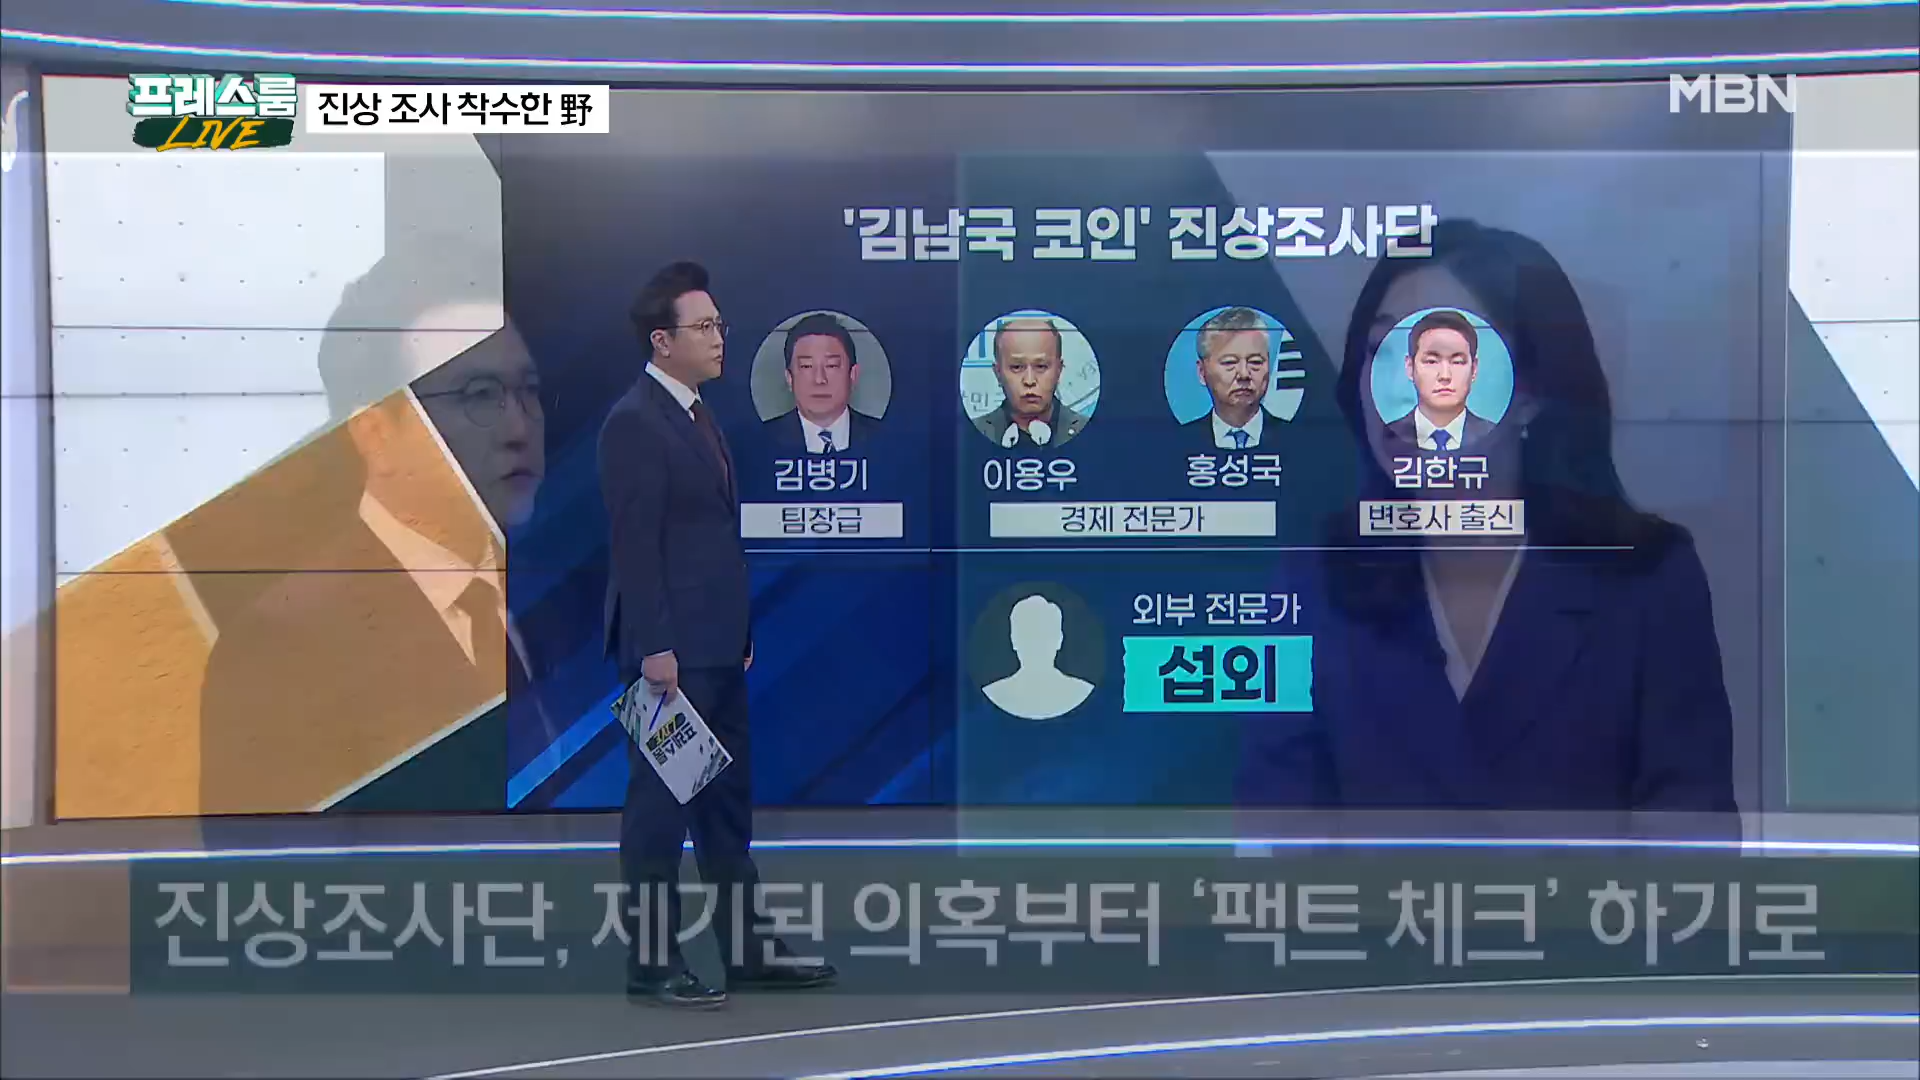 프레스룸
LIVE
진상 조사 착수한 野
MBN
'김남국 코인' 진상조사단
김병기
이용우
홍성국
김한규
팀장급
경제 전문가
변호사 출신
외부 전문가
섭외
진상조사단, 제기된 의혹부터 ‘팩트 체크’ 하기로